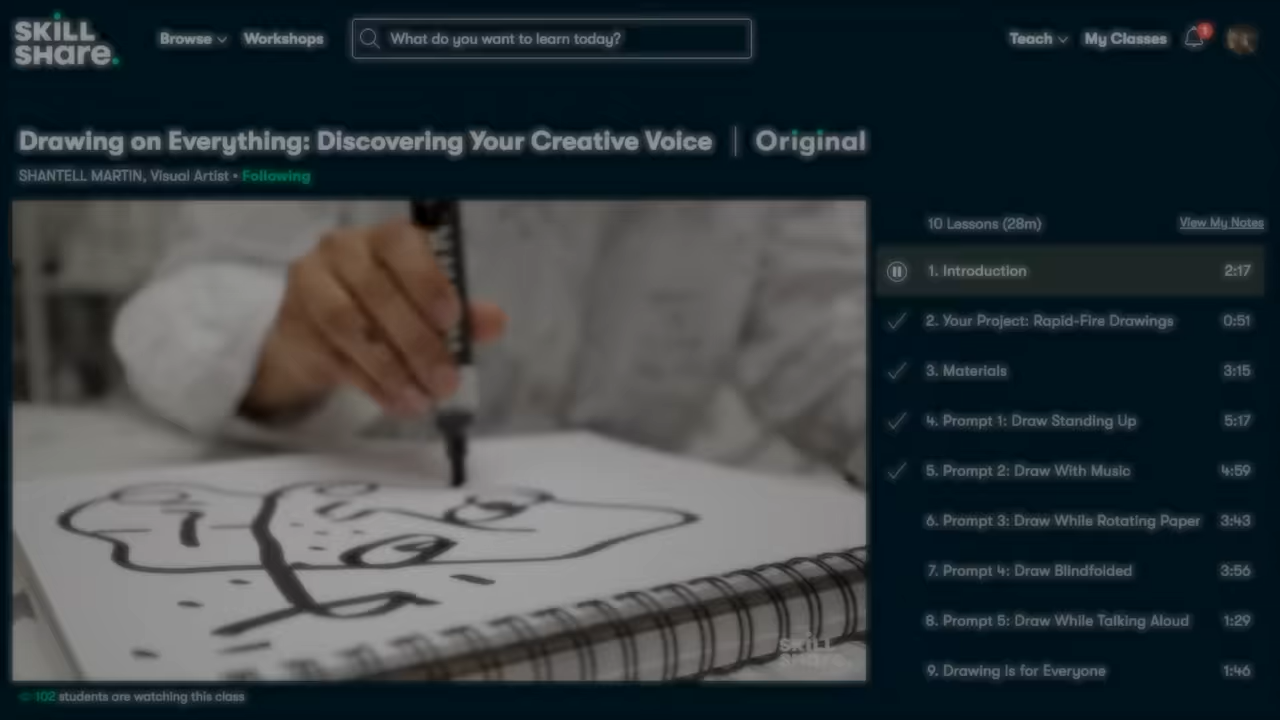 SKILL
SHare.
Browse
Workshops
What do you want to learn today?
Teach
My Classes
1
Drawing on Everything: Discovering Your Creative Voice | Original
SHANTELL MARTIN, Visual Artist • Following
10 Lessons (28m)
View My Notes
1. Introduction 2:17
2. Your Project: Rapid-Fire Drawings 0:51
3. Materials 3:15
4. Prompt 1: Draw Standing Up 5:17
5. Prompt 2: Draw With Music 4:59
6. Prompt 3: Draw While Rotating Paper 3:43
7. Prompt 4: Draw Blindfolded 3:56
8. Prompt 5: Draw While Talking Aloud 1:29
9. Drawing is for Everyone 1:46
SKILL
SHare.
102 students are watching this class